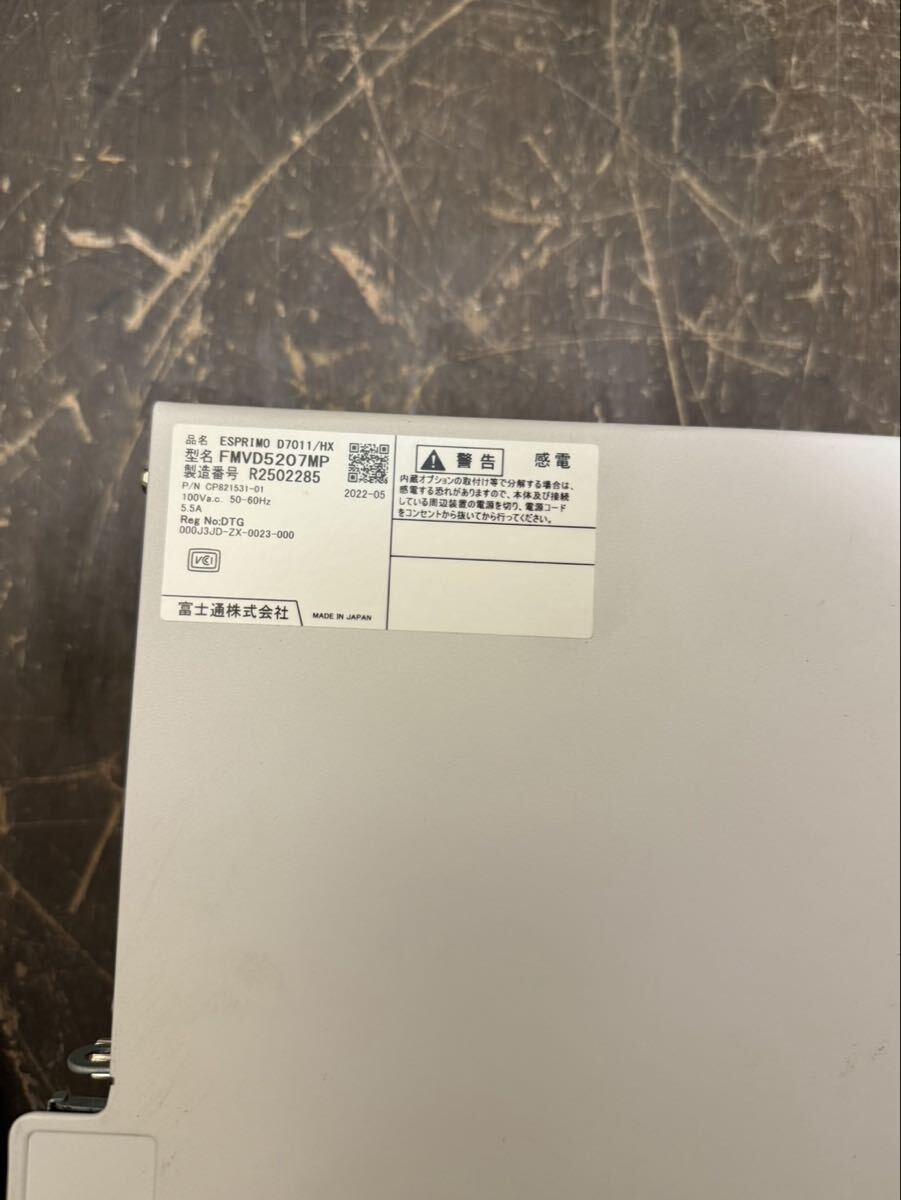 品名 ESPRIMO D7011/HX
型名 FMVD5207MP
製造番号 R2502285
P/N CP821531-01
2022-05
100Va.c. 50-60Hz
5.5A
Reg No:DTG
000J3JD-ZX-0023-000
VCI
富士通株式会社
MADE IN JAPAN
警告 感電
内蔵オプションの取付け等で分解する場合は、
感電する恐れがありますので、本体及び接続
している周辺装置の電源を切り、電源コード
をコンセントから抜いてから行ってください。